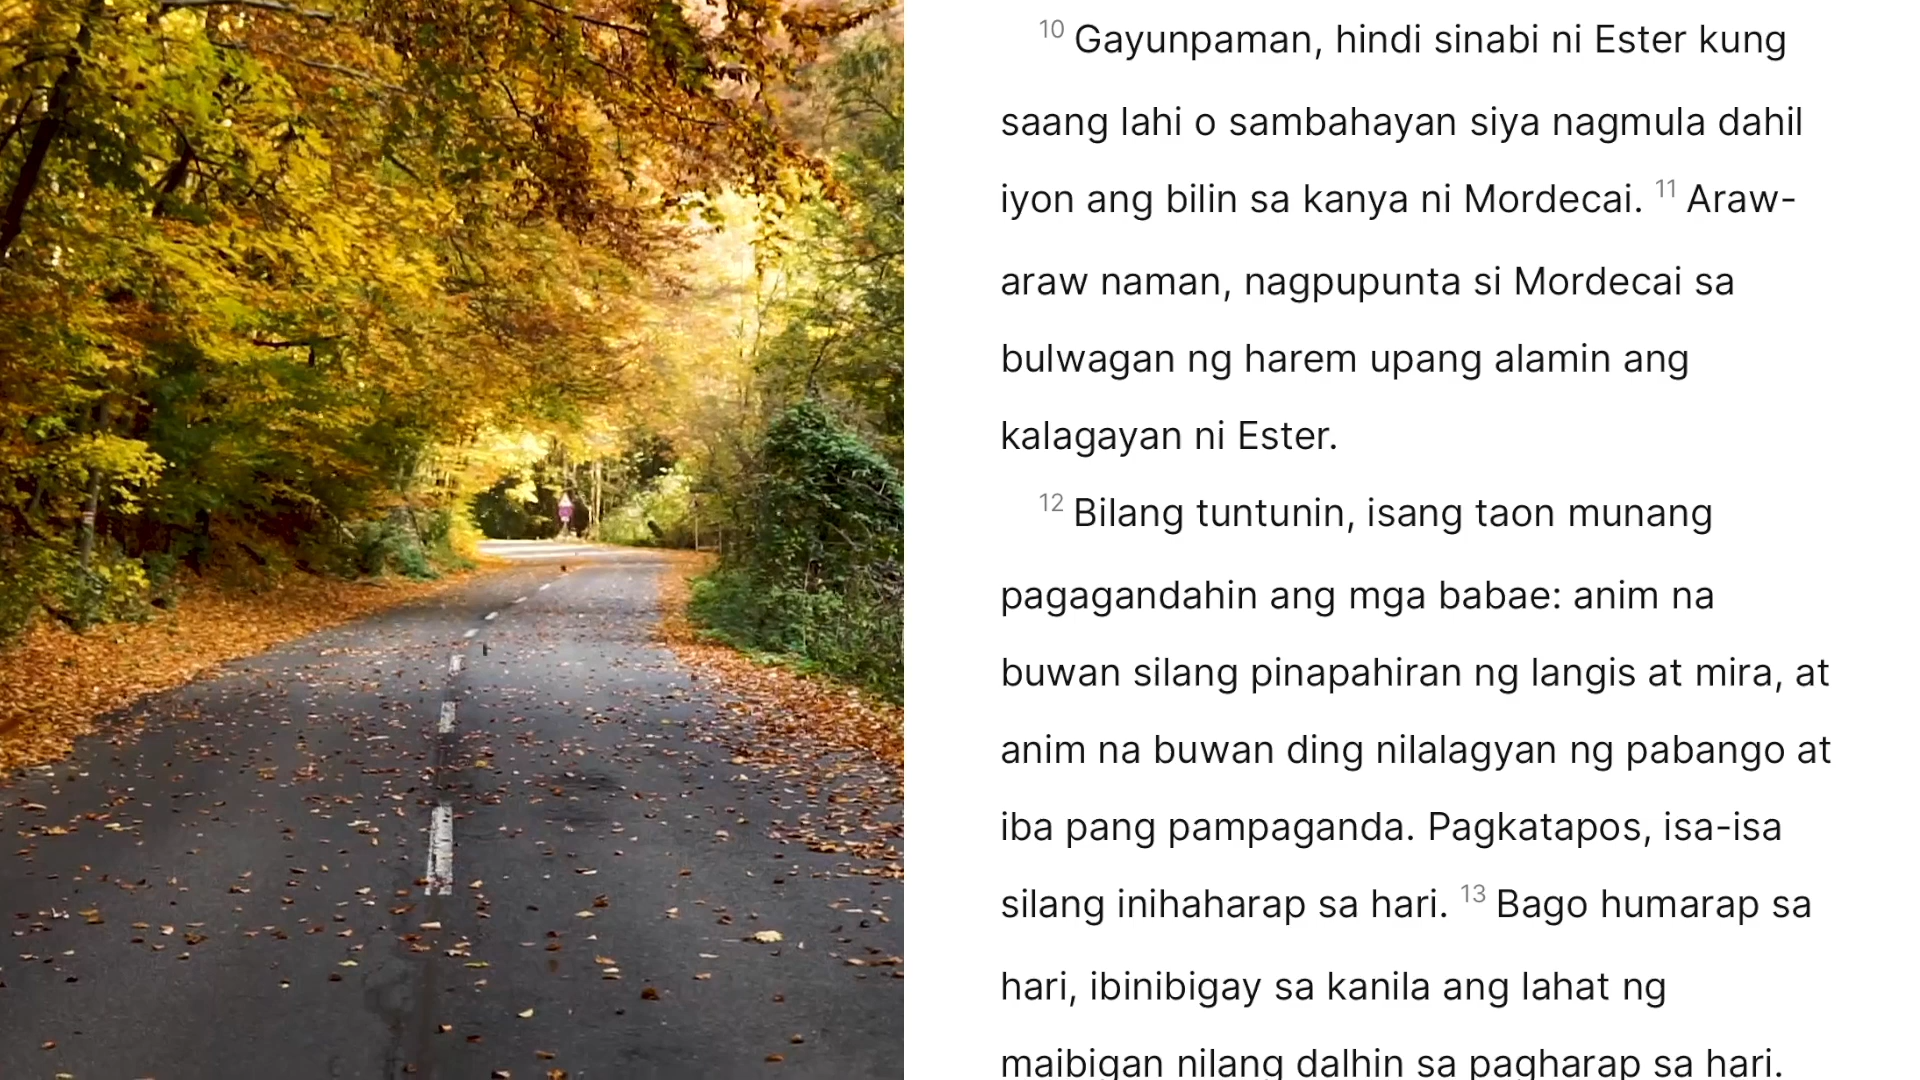 10 Gayunpaman, hindi sinabi ni Ester kung
saang lahi o sambahayan siya nagmula dahil
iyon ang bilin sa kanya ni Mordecai. 11 Araw-
araw naman, nagpupunta si Mordecai sa
bulwagan ng harem upang alamin ang
kalagayan ni Ester.
12 Bilang tuntunin, isang taon munang
pagagandahin ang mga babae: anim na
buwan silang pinapahiran ng langis at mira, at
anim na buwan ding nilalagyan ng pabango at
iba pang pampaganda. Pagkatapos, isa-isa
silang inihaharap sa hari. 13 Bago humarap sa
hari, ibinibigay sa kanila ang lahat ng
maibigan nilang dalhin sa pagharap sa hari.